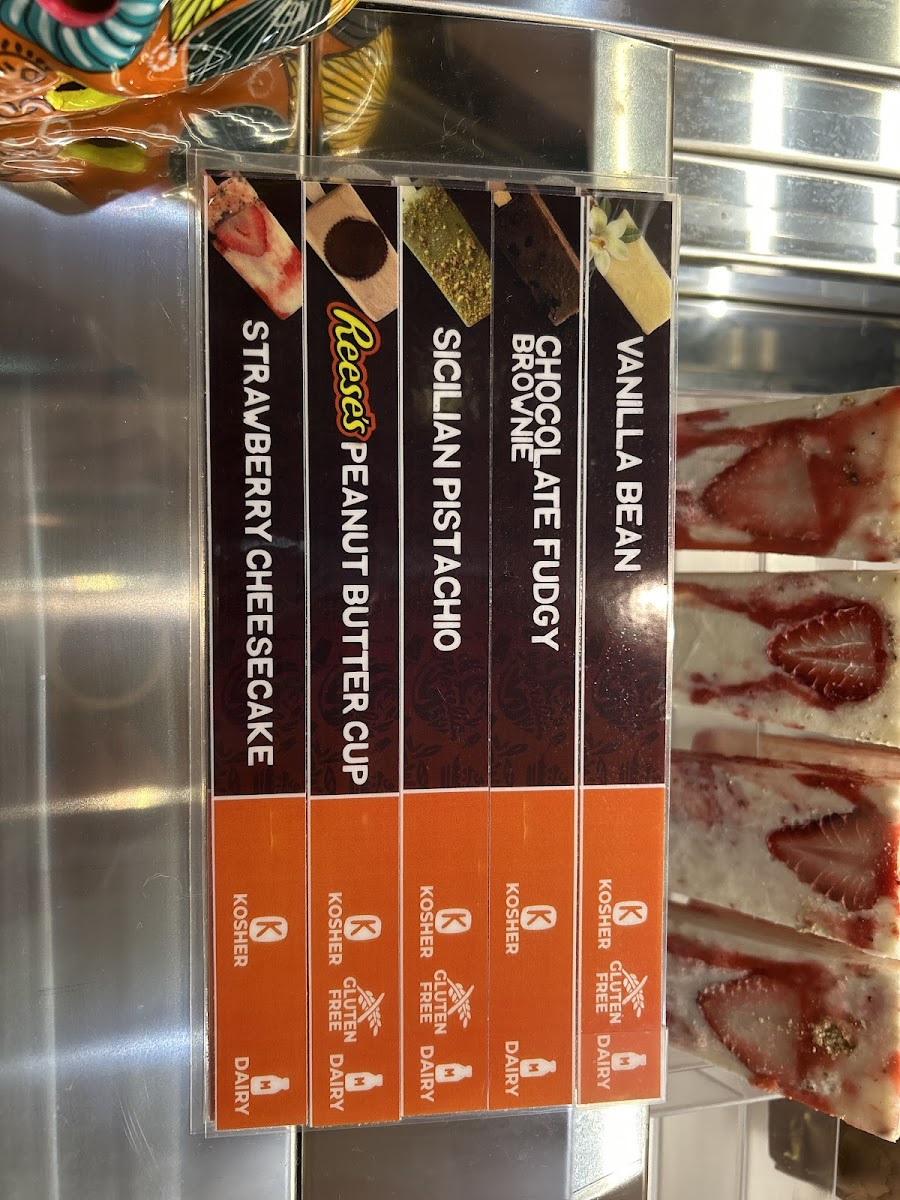 VANILLA BEAN
K
KOSHER
GLUTEN
FREE
M
DAIRY
CHOCOLATE FUDGY
BROWNIE
K
KOSHER
M
DAIRY
SICILIAN PISTACHIO
K
KOSHER
GLUTEN
FREE
M
DAIRY
Reese's PEANUT BUTTER CUP
K
KOSHER
GLUTEN
FREE
M
DAIRY
STRAWBERRY CHEESECAKE
K
KOSHER
M
DAIRY